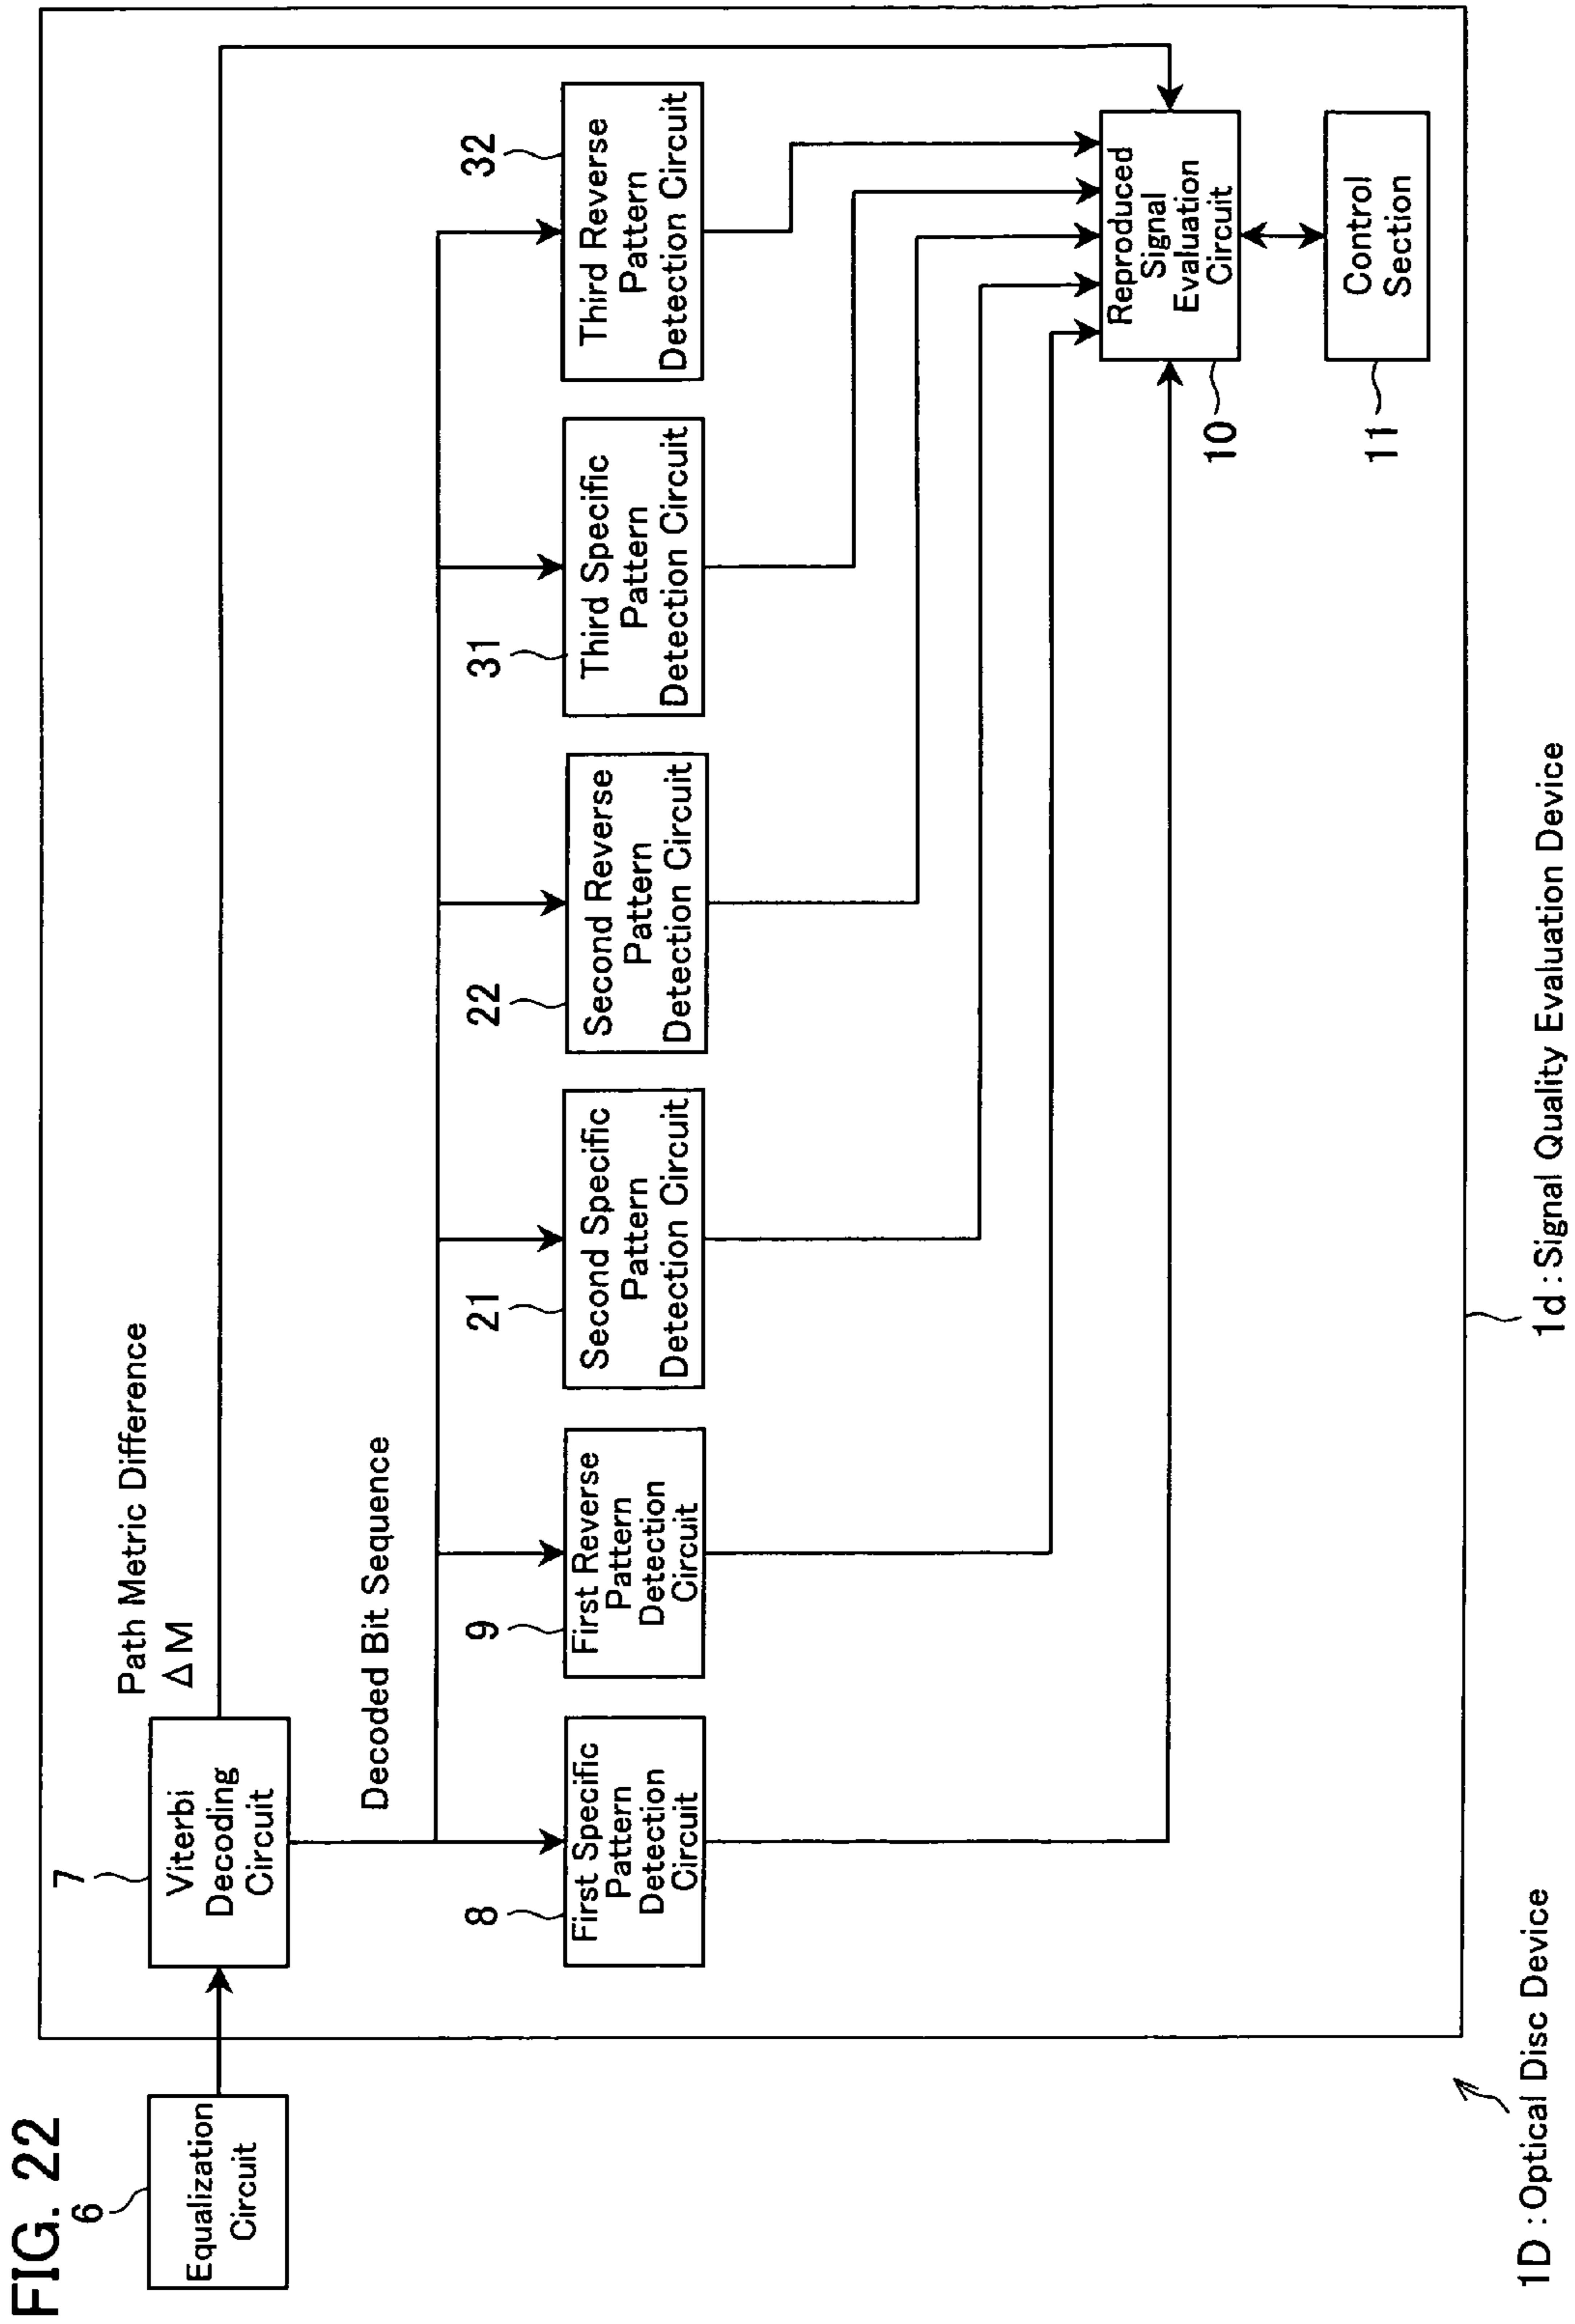 FIG. 22
6
Equalization
Circuit
7
Viterbi
Decoding
Circuit
Path Metric Difference
ΔM
Decoded Bit Sequence
8
First Specific
Pattern
Detection
Circuit
9
First Reverse
Pattern
Detection
Circuit
21
Second Specific
Pattern
Detection Circuit
22
Second Reverse
Pattern
Detection Circuit
31
Third Specific
Pattern
Detection Circuit
32
Third Reverse
Pattern
Detection Circuit
Reproduced
Signal
Evaluation
Circuit
10
Control
Section
11
1D : Optical Disc Device
1d : Signal Quality Evaluation Device